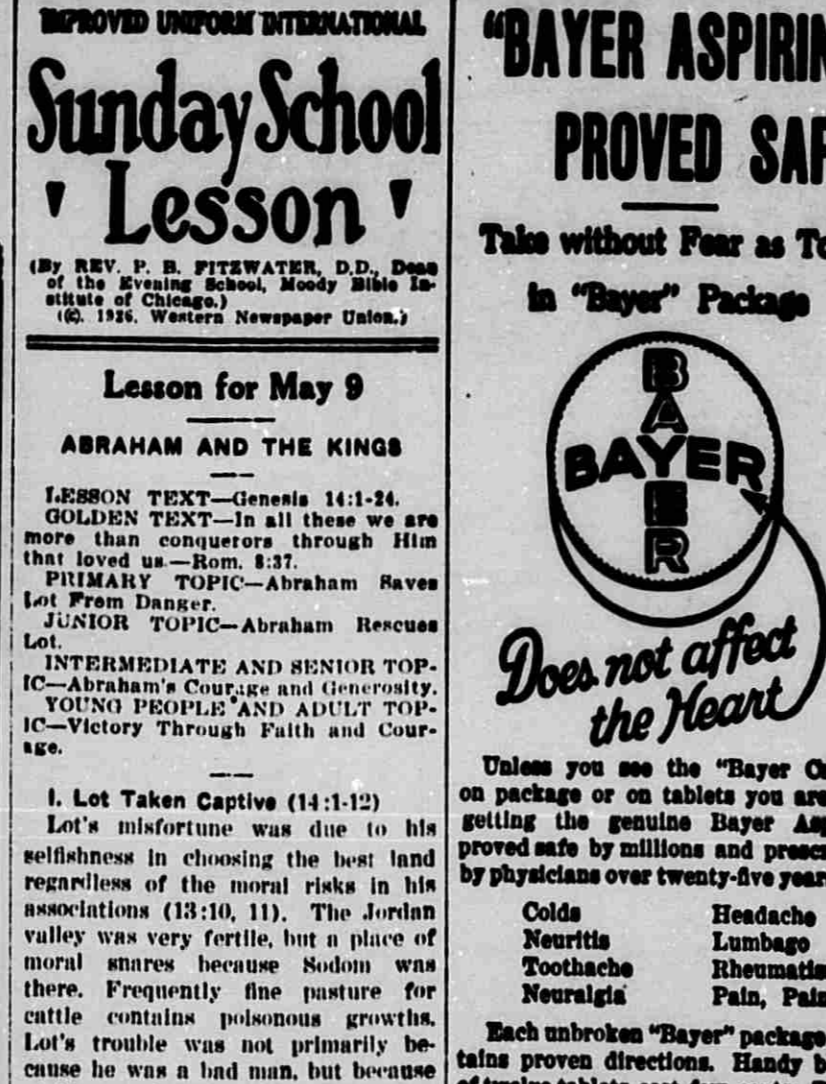 IMPROVED UNIFORM INTERNATIONAL
Sunday School
Lesson
(By REV. P. B. FITZWATER, D.D., Dean
of the Evening School, Moody Bible In-
stitute of Chicago.)
(©. 1926. Western Newspaper Union.)
Lesson for May 9
ABRAHAM AND THE KINGS
LESSON TEXT—Genesis 14:1-24.
GOLDEN TEXT—In all these we are
more than conquerors through Him
that loved us.—Rom. 8:37.
PRIMARY TOPIC—Abraham Saves
Lot From Danger.
JUNIOR TOPIC—Abraham Rescues
Lot.
INTERMEDIATE AND SENIOR TOP-
IC—Abraham's Courage and Generosity.
YOUNG PEOPLE AND ADULT TOP-
IC—Victory Through Faith and Cour-
age.
I. Lot Taken Captive (14:1-12)
Lot's misfortune was due to his
selfishness in choosing the best land
regardless of the moral risks in his
associations (13:10, 11). The Jordan
valley was very fertile, but a place of
moral snares because Sodom was
there. Frequently fine pasture for
cattle contains poisonous growths.
Lot's trouble was not primarily be-
cause he was a bad man, but because
"BAYER ASPIRIN
PROVED SAF
Take without Fear as To
in "Bayer" Package
BAYER
BAYER
Does not affect
the Heart
Unless you see the "Bayer
on package or on tablets you are
getting the genuine Bayer Asp
proved safe by millions and presc
by physicians over twenty-five year
Colds Headache
Neuritis Lumbago
Toothache Rheumatis
Neuralgia Pain, Pain
Each unbroken "Bayer" package
tains proven directions. Handy b
of twelve tablets cost